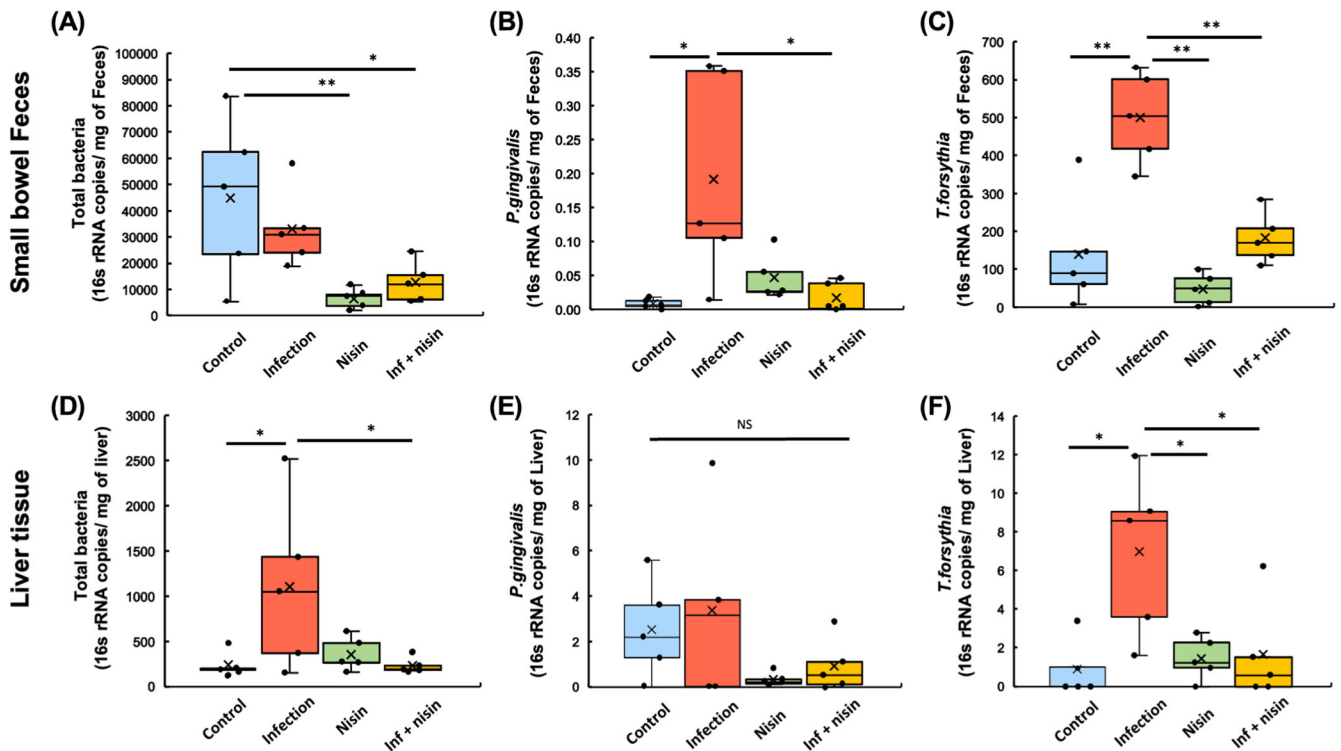 Small bowel Feces
(A)
Total bacteria
(16s rRNA copies/ mg of Feces)
100000
90000
80000
70000
60000
50000
40000
30000
20000
10000
0
*
**
Control
Infection
Nisin
Inf + nisin
(B)
P.gingivalis
(16s rRNA copies/ mg of Feces)
0.40
0.35
0.30
0.25
0.20
0.15
0.10
0.05
0.00
*
*
Control
Infection
Nisin
Inf + nisin
(C)
T.forsythia
(16s rRNA copies/ mg of Feces)
700
600
500
400
300
200
100
0
**
**
**
Control
Infection
Nisin
Inf + nisin
Liver tissue
(D)
Total bacteria
(16s rRNA copies/ mg of liver)
3000
2500
2000
1500
1000
500
0
*
*
Control
Infection
Nisin
Inf + nisin
(E)
P.gingivalis
(16s rRNA copies/ mg of Liver)
12
10
8
6
4
2
0
NS
Control
Infection
Nisin
Inf + nisin
(F)
T.forsythia
(16s rRNA copies/ mg of Liver)
14
12
10
8
6
4
2
0
*
*
*
Control
Infection
Nisin
Inf + nisin